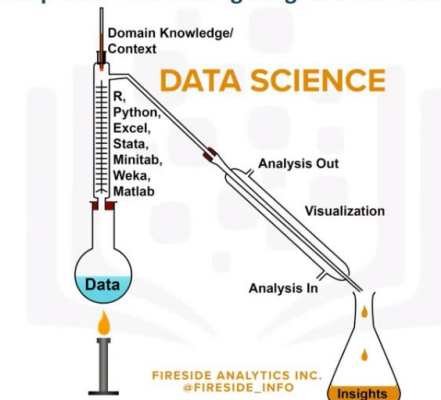 Domain Knowledge/
Context
DATA SCIENCE
R,
Python,
Excel,
Stata,
Minitab,
Weka,
Matlab
Analysis Out
Visualization
Data
Analysis In
FIRESIDE ANALYTICS INC.
@FIRESIDE_INFO
Insights